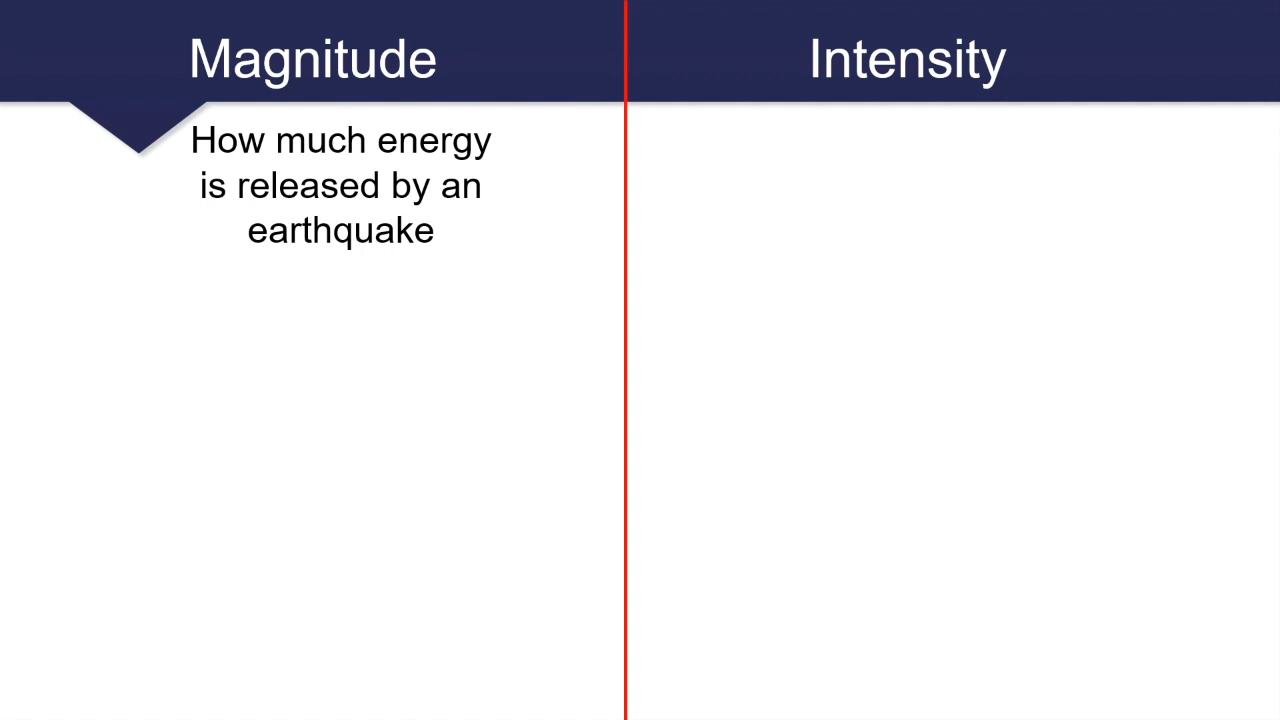 Magnitude
Intensity
How much energy
is released by an
earthquake